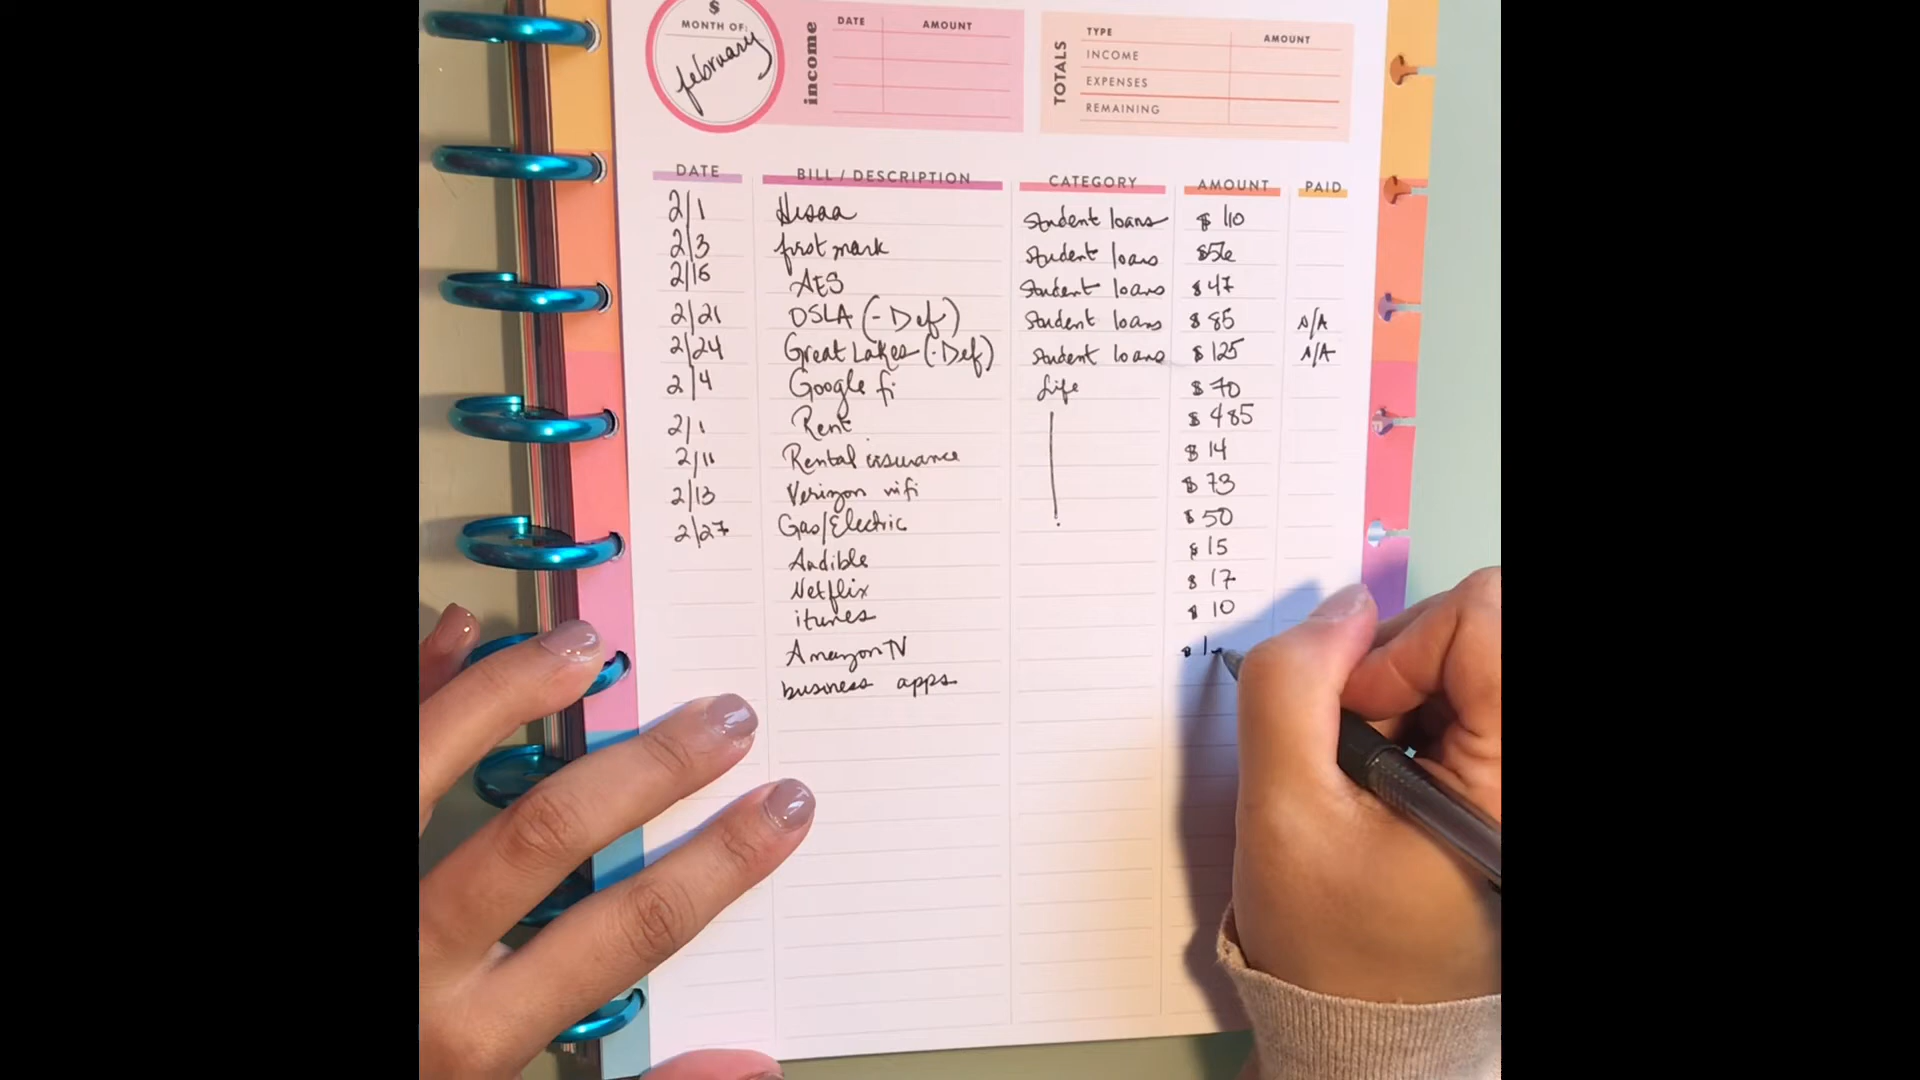 $
MONTH OF:
february
income
DATE AMOUNT
TOTALS
TYPE AMOUNT
INCOME
EXPENSES
REMAINING
DATE BILL / DESCRIPTION CATEGORY AMOUNT PAID
2/1 Hesaa student loans $ 110
2/3 first mark student loans $56
2/15 AES student loans $ 47
2/21 OSLA (-Def) student loans $ 85 N/A
2/24 Great Lakes (-Def) student loans $ 125 N/A
2/4 Google fi Life $ 70
2/1 Rent $ 485
2/11 Rental insurance $ 14
2/13 Verizon wifi $ 73
2/27 Gas/Electric $ 50
Audible $ 15
Netflix $ 17
itunes $ 10
Amazon TV $ 1
business apps